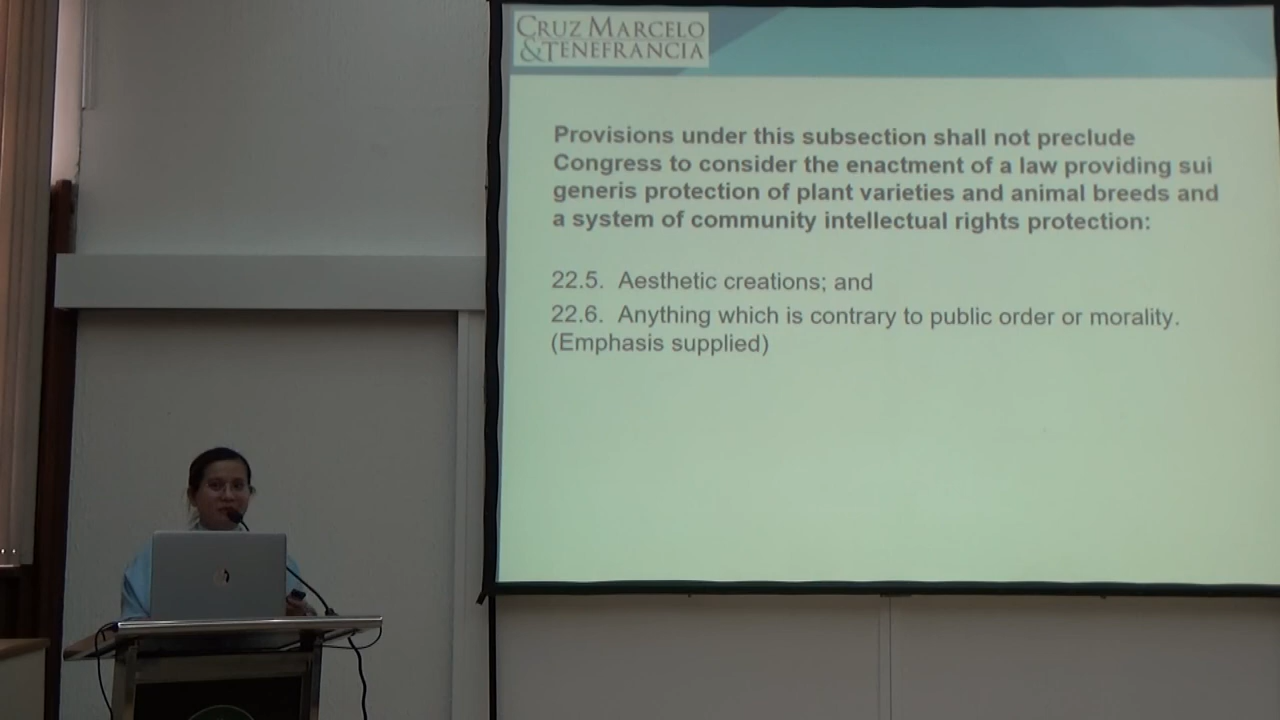 CRUZ MARCELO
& TENEFRANCIA
Provisions under this subsection shall not preclude
Congress to consider the enactment of a law providing sui
generis protection of plant varieties and animal breeds and
a system of community intellectual rights protection:
22.5. Aesthetic creations; and
22.6. Anything which is contrary to public order or morality.
(Emphasis supplied)